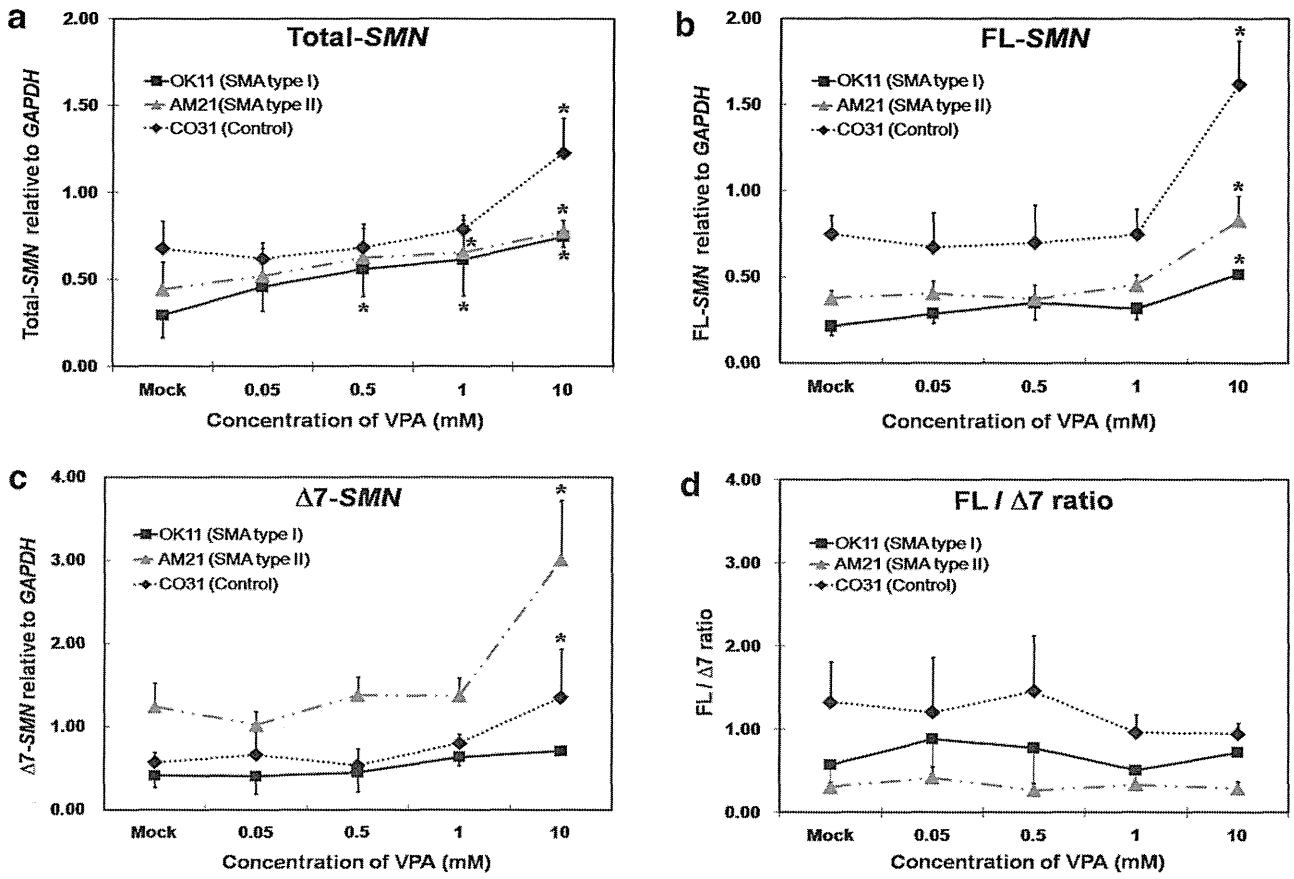 a
Total-SMN
2.00
1.50
1.00
0.50
0.00
Total-SMN relative to GAPDH
OK11 (SMA type I)
AM21(SMA type II)
CO31 (Control)
*
*
*
*
*
*
Mock 0.05 0.5 1 10
Concentration of VPA (mM)
b
FL-SMN
2.00
1.50
1.00
0.50
0.00
FL-SMN relative to GAPDH
OK11 (SMA type I)
AM21 (SMA type II)
CO31 (Control)
*
*
*
Mock 0.05 0.5 1 10
Concentration of VPA (mM)
c
Δ7-SMN
4.00
3.00
2.00
1.00
0.00
Δ7-SMN relative to GAPDH
OK11 (SMA type I)
AM21 (SMA type II)
CO31 (Control)
*
*
Mock 0.05 0.5 1 10
Concentration of VPA (mM)
d
FL / Δ7 ratio
4.00
3.00
2.00
1.00
0.00
FL / Δ7 ratio
OK11 (SMA type I)
AM21 (SMA type II)
CO31 (Control)
Mock 0.05 0.5 1 10
Concentration of VPA (mM)